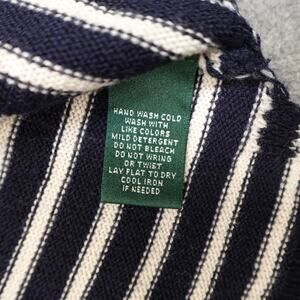 HAND WASH COLD
WASH WITH
LIKE COLORS
MILD DETERGENT
DO NOT BLEACH
DO NOT WRING
OR TWIST
LAY FLAT TO DRY
COOL IRON
IF NEEDED